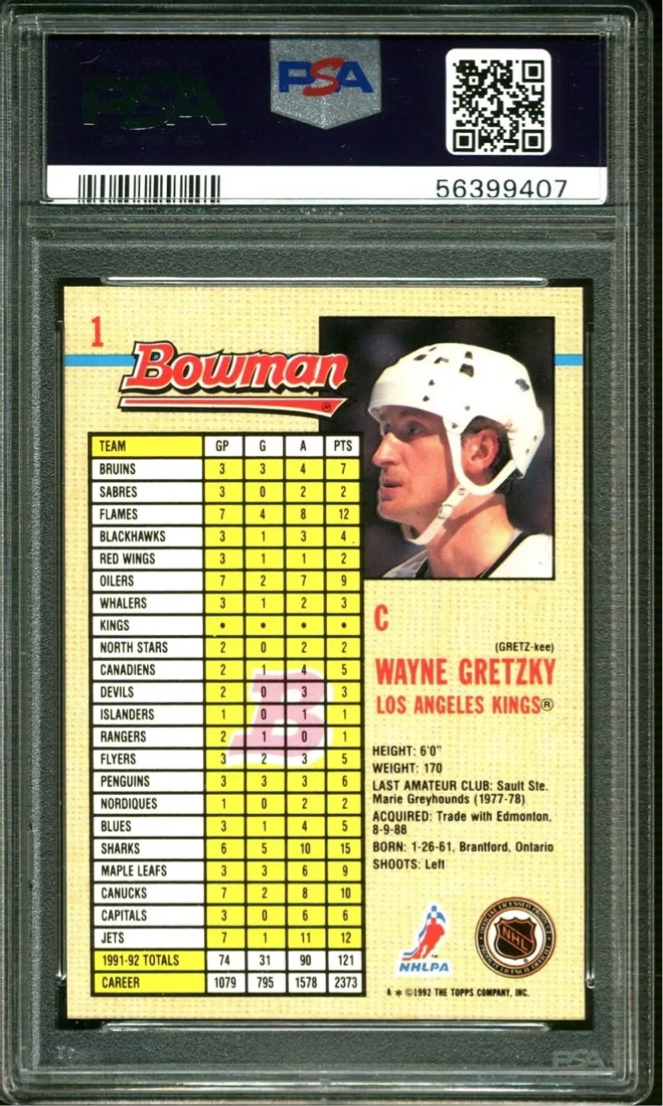 PSA
PSA
56399407
1
Bowman
TEAM GP G A PTS
BRUINS 3 3 4 7
SABRES 3 0 2 2
FLAMES 7 4 8 12
BLACKHAWKS 3 1 3 4
RED WINGS 3 1 1 2
OILERS 7 2 7 9
WHALERS 3 1 2 3
KINGS • • • •
NORTH STARS 2 0 2 2
CANADIENS 2 1 4 5
DEVILS 2 0 3 3
ISLANDERS 1 0 1 1
RANGERS 2 1 0 1
FLYERS 3 2 3 5
PENGUINS 3 3 3 6
NORDIQUES 1 0 2 2
BLUES 3 1 4 5
SHARKS 6 5 10 15
MAPLE LEAFS 3 3 6 9
CANUCKS 7 2 8 10
CAPITALS 3 0 6 6
JETS 7 1 11 12
1991-92 TOTALS 74 31 90 121
CAREER 1079 795 1578 2373
B
C
(GRETZ-kee)
WAYNE GRETZKY
LOS ANGELES KINGS®
HEIGHT: 6'0"
WEIGHT: 170
LAST AMATEUR CLUB: Sault Ste.
Marie Greyhounds (1977-78)
ACQUIRED: Trade with Edmonton,
8-9-88
BORN: 1-26-61, Brantford, Ontario
SHOOTS: Left
NHLPA
NHL
A * ©1992 THE TOPPS COMPANY, INC.
PSA